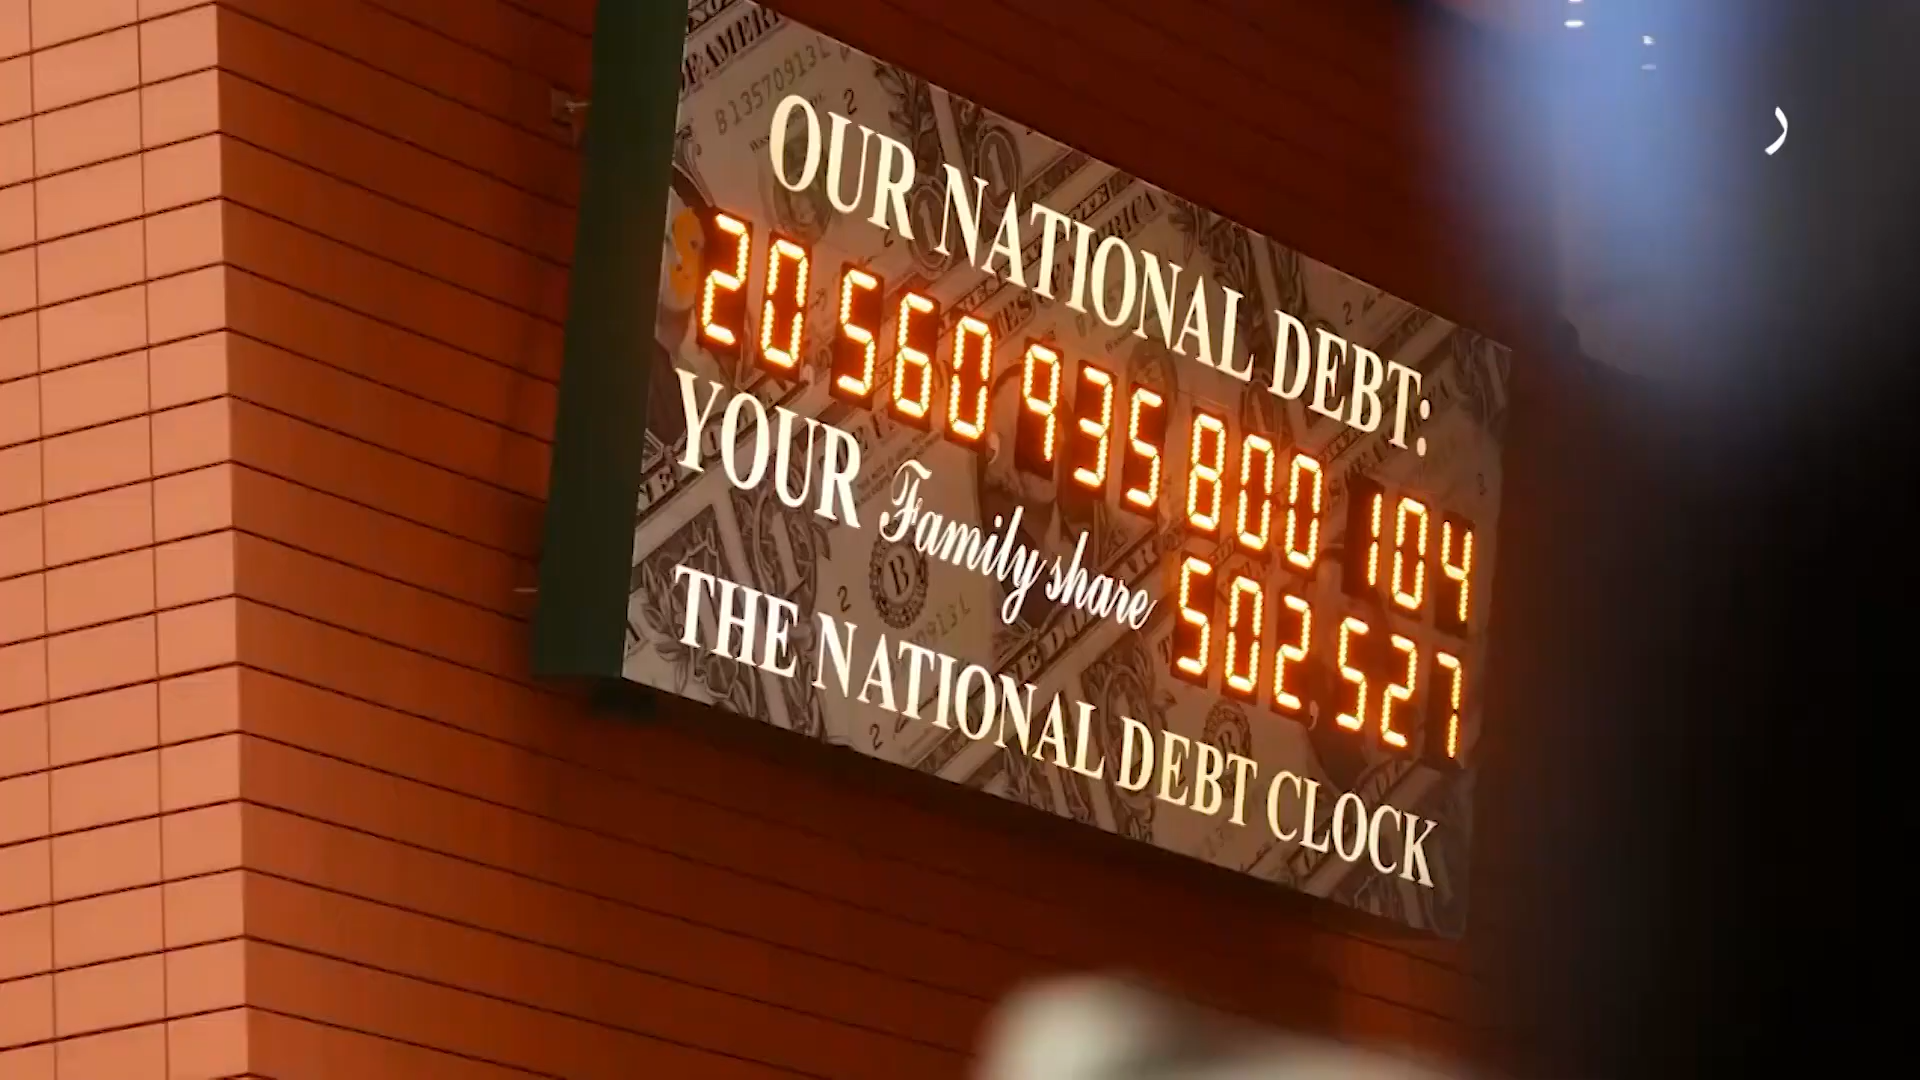 OUR NATIONAL DEBT:
20 560 935 800 104
YOUR Family share 502,527
THE NATIONAL DEBT CLOCK